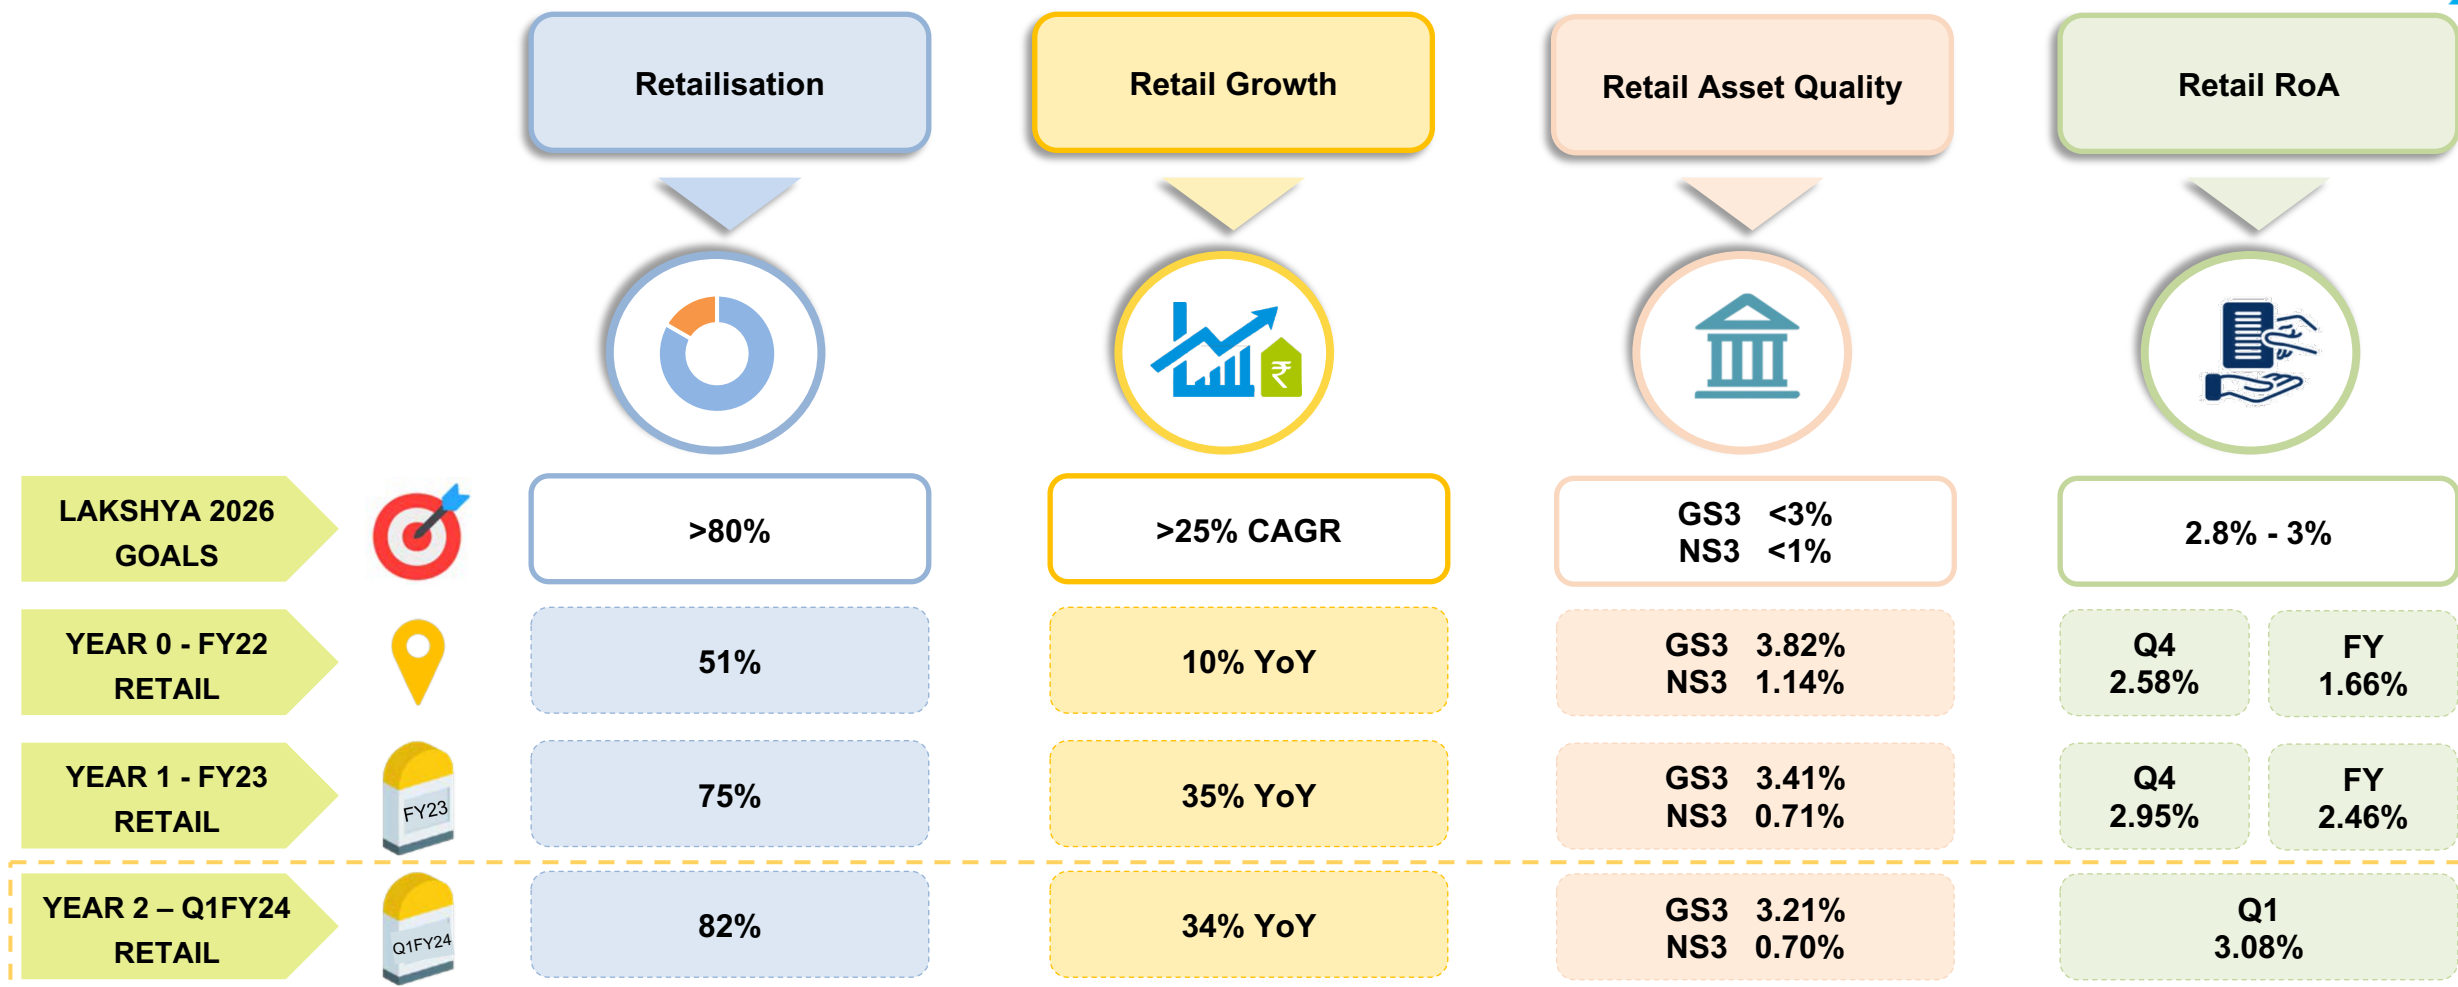 Retailisation
Retail Growth
Retail Asset Quality
Retail RoA
₹
LAKSHYA 2026
GOALS
>80%
>25% CAGR
GS3 <3%
NS3 <1%
2.8% - 3%
YEAR 0 - FY22
RETAIL
51%
10% YoY
GS3 3.82%
NS3 1.14%
Q4
2.58%
FY
1.66%
YEAR 1 - FY23
RETAIL
FY23
75%
35% YoY
GS3 3.41%
NS3 0.71%
Q4
2.95%
FY
2.46%
YEAR 2 – Q1FY24
RETAIL
Q1FY24
82%
34% YoY
GS3 3.21%
NS3 0.70%
Q1
3.08%